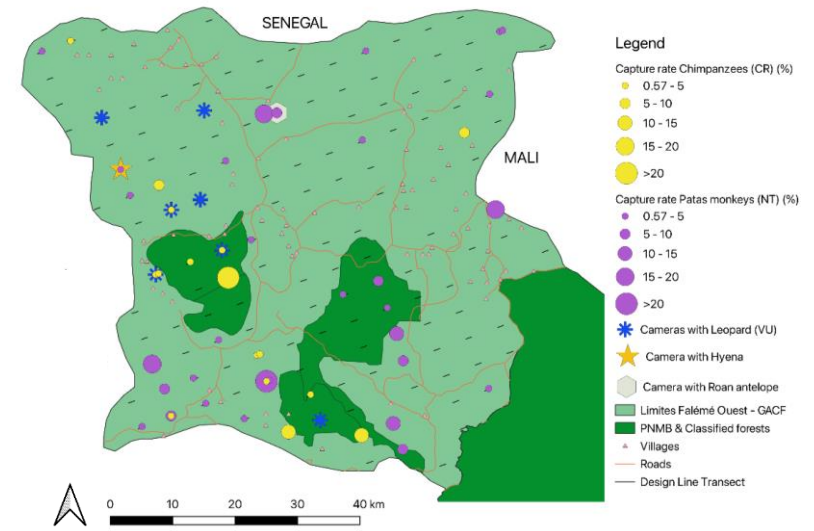 SENEGAL
MALI
Legend
Capture rate Chimpanzees (CR) (%)
0.57 - 5
5 - 10
10 - 15
15 - 20
>20
Capture rate Patas monkeys (NT) (%)
0.57 - 5
5 - 10
10 - 15
15 - 20
>20
Cameras with Leopard (VU)
Camera with Hyena
Camera with Roan antelope
Limites Falémé Ouest - GACF
PNMB & Classified forests
Villages
Roads
Design Line Transect
0 10 20 30 40 km